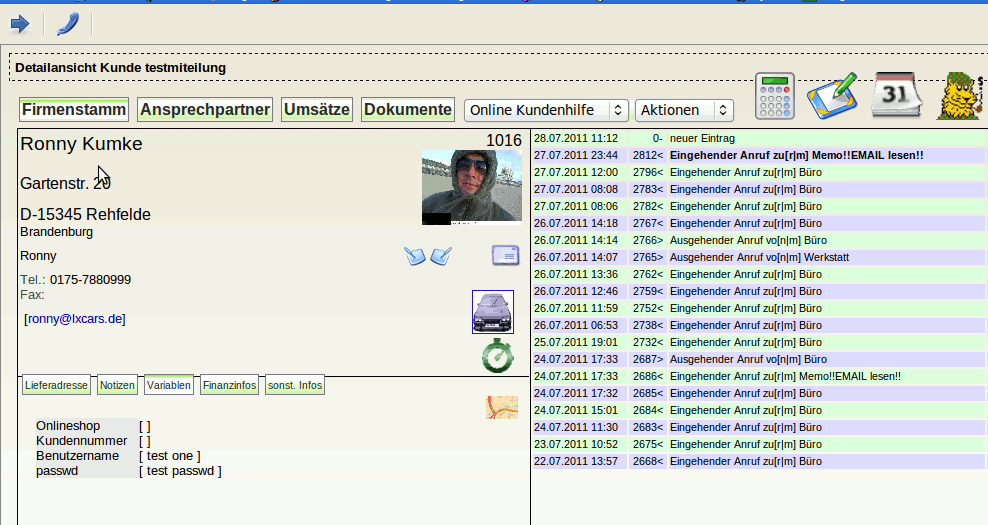 Detailansicht Kunde testmiteilung
Firmenstamm Ansprechpartner Umsätze Dokumente Online Kundenhilfe Aktionen
31
Ronny Kumke 1016
Gartenstr. 20
D-15345 Rehfelde
Brandenburg
Ronny
Tel.: 0175-7880999
Fax:
[ronny@lxcars.de]
Lieferadresse Notizen Variablen Finanzinfos sonst. Infos
Onlineshop [ ]
Kundennummer [ ]
Benutzername [ test one ]
passwd [ test passwd ]
28.07.2011 11:12 0- neuer Eintrag
27.07.2011 23:44 2812< Eingehender Anruf zu[r|m] Memo!!EMAIL lesen!!
27.07.2011 12:00 2796< Eingehender Anruf zu[r|m] Büro
27.07.2011 08:08 2783< Eingehender Anruf zu[r|m] Büro
27.07.2011 08:06 2782< Eingehender Anruf zu[r|m] Büro
26.07.2011 14:18 2767< Eingehender Anruf zu[r|m] Büro
26.07.2011 14:14 2766> Ausgehender Anruf vo[n|m] Büro
26.07.2011 14:07 2765> Ausgehender Anruf vo[n|m] Werkstatt
26.07.2011 13:36 2762< Eingehender Anruf zu[r|m] Büro
26.07.2011 12:46 2759< Eingehender Anruf zu[r|m] Büro
26.07.2011 11:59 2752< Eingehender Anruf zu[r|m] Büro
26.07.2011 06:53 2738< Eingehender Anruf zu[r|m] Büro
25.07.2011 19:01 2732< Eingehender Anruf zu[r|m] Büro
24.07.2011 17:33 2687> Ausgehender Anruf vo[n|m] Büro
24.07.2011 17:33 2686< Eingehender Anruf zu[r|m] Memo!!EMAIL lesen!!
24.07.2011 17:32 2685< Eingehender Anruf zu[r|m] Büro
24.07.2011 15:01 2684< Eingehender Anruf zu[r|m] Büro
24.07.2011 11:30 2683< Eingehender Anruf zu[r|m] Büro
23.07.2011 10:52 2675< Eingehender Anruf zu[r|m] Büro
22.07.2011 13:57 2668< Eingehender Anruf zu[r|m] Büro